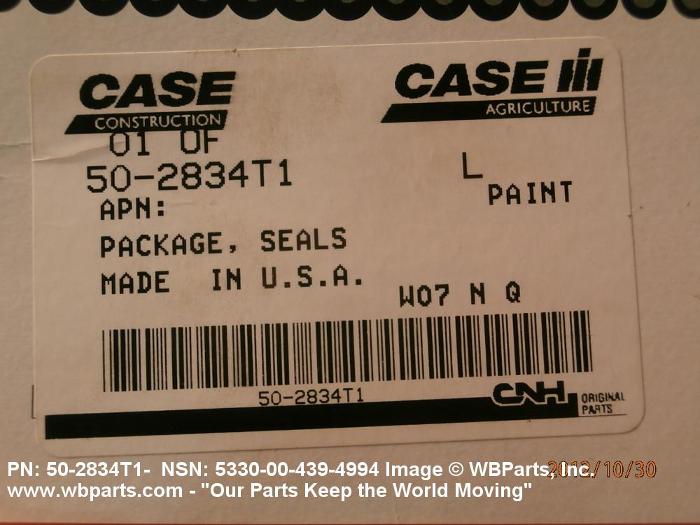 CASE
CONSTRUCTION
CASE IH
AGRICULTURE
01 OF
50-2834T1
L
PAINT
APN:
PACKAGE, SEALS
MADE IN U.S.A.
W07 N Q
50-2834T1
CNH ORIGINAL
PARTS
PN: 50-2834T1- NSN: 5330-00-439-4994 Image © WBParts, Inc.
2012/10/30
www.wbparts.com - "Our Parts Keep the World Moving"